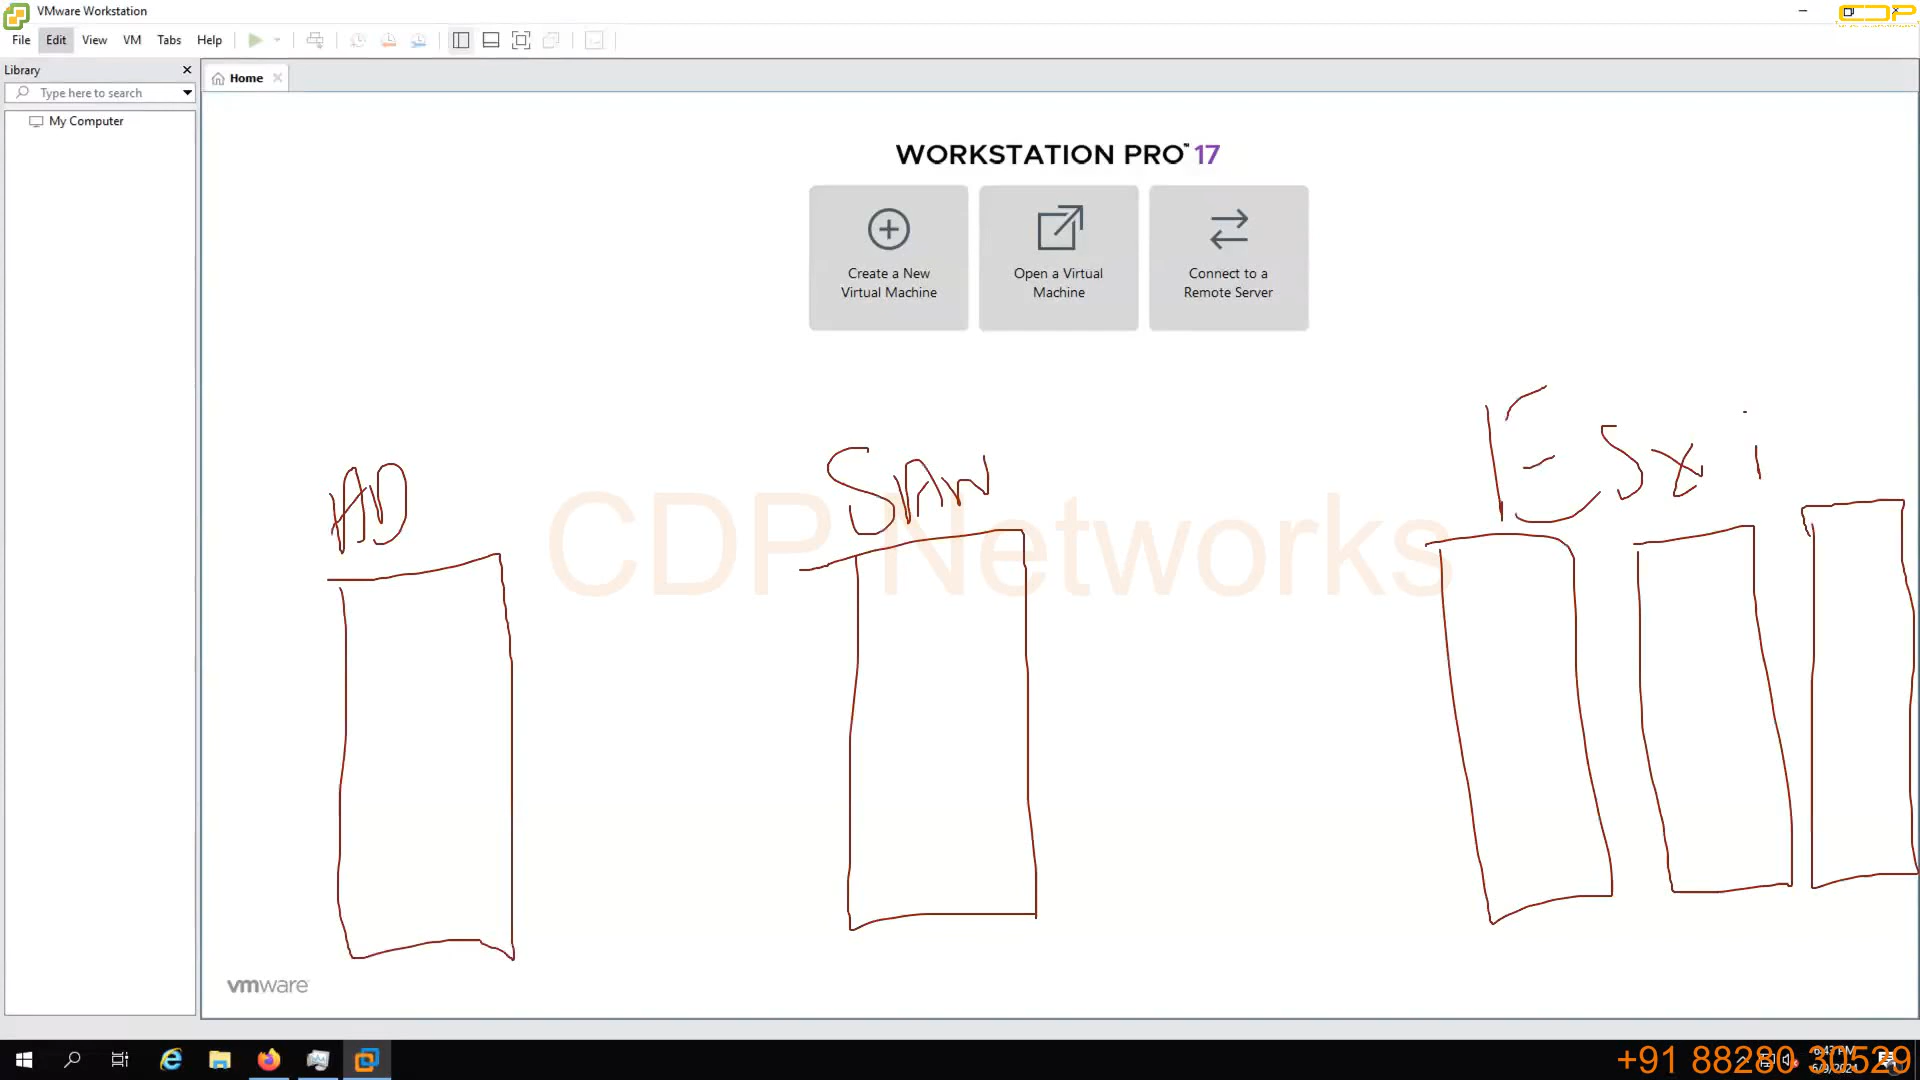 VMware Workstation
CDP
File Edit View VM Tabs Help
Library
Home
Type here to search
My Computer
WORKSTATION PRO™ 17
Create a New
Virtual Machine
Open a Virtual
Machine
Connect to a
Remote Server
AD
SAN
Esxi
CDP Networks
vmware
+91 88280 30529